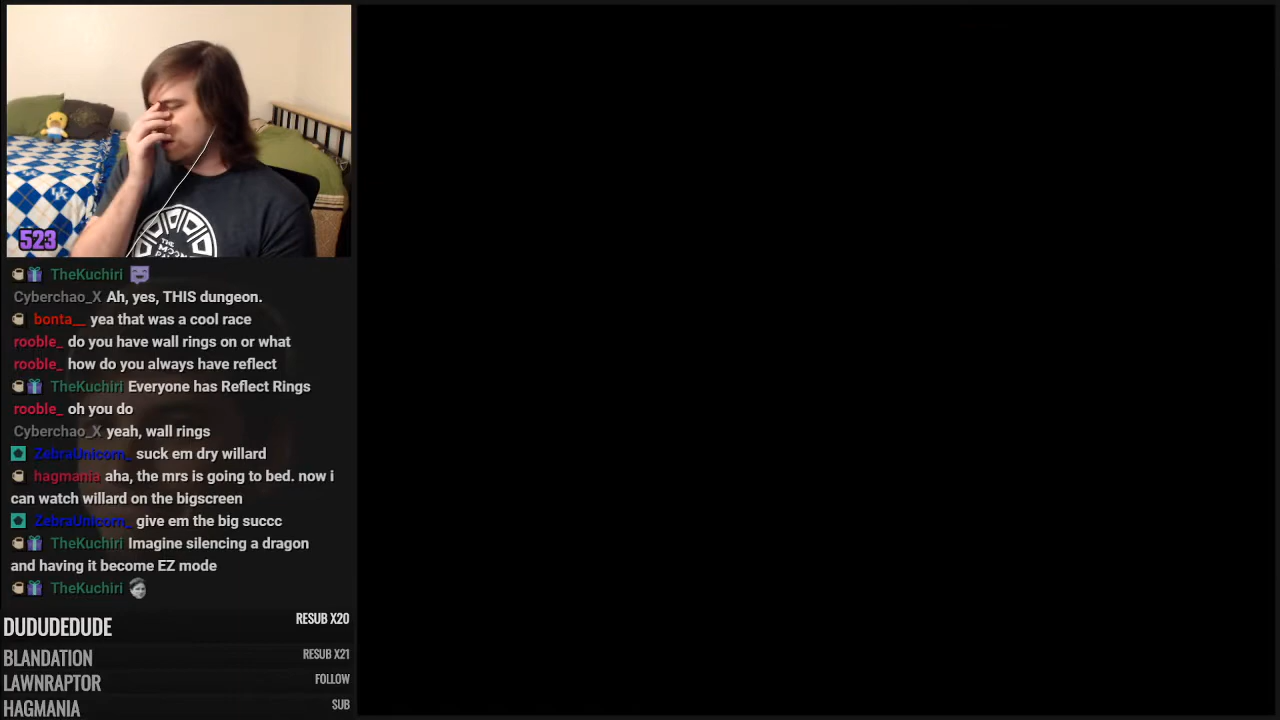 UK
THE
MOON
523
TheKuchiri
Cyberchao_X Ah, yes, THIS dungeon.
bonta__ yea that was a cool race
rooble_ do you have wall rings on or what
rooble_ how do you always have reflect
TheKuchiri Everyone has Reflect Rings
rooble_ oh you do
Cyberchao_X yeah, wall rings
ZebraUnicorn_ suck em dry willard
hagmania aha, the mrs is going to bed. now i
can watch willard on the bigscreen
ZebraUnicorn_ give em the big succc
TheKuchiri Imagine silencing a dragon
and having it become EZ mode
TheKuchiri
DUDUDEDUDE RESUB X20
BLANDATION RESUB X21
LAWNRAPTOR FOLLOW
HAGMANIA SUB